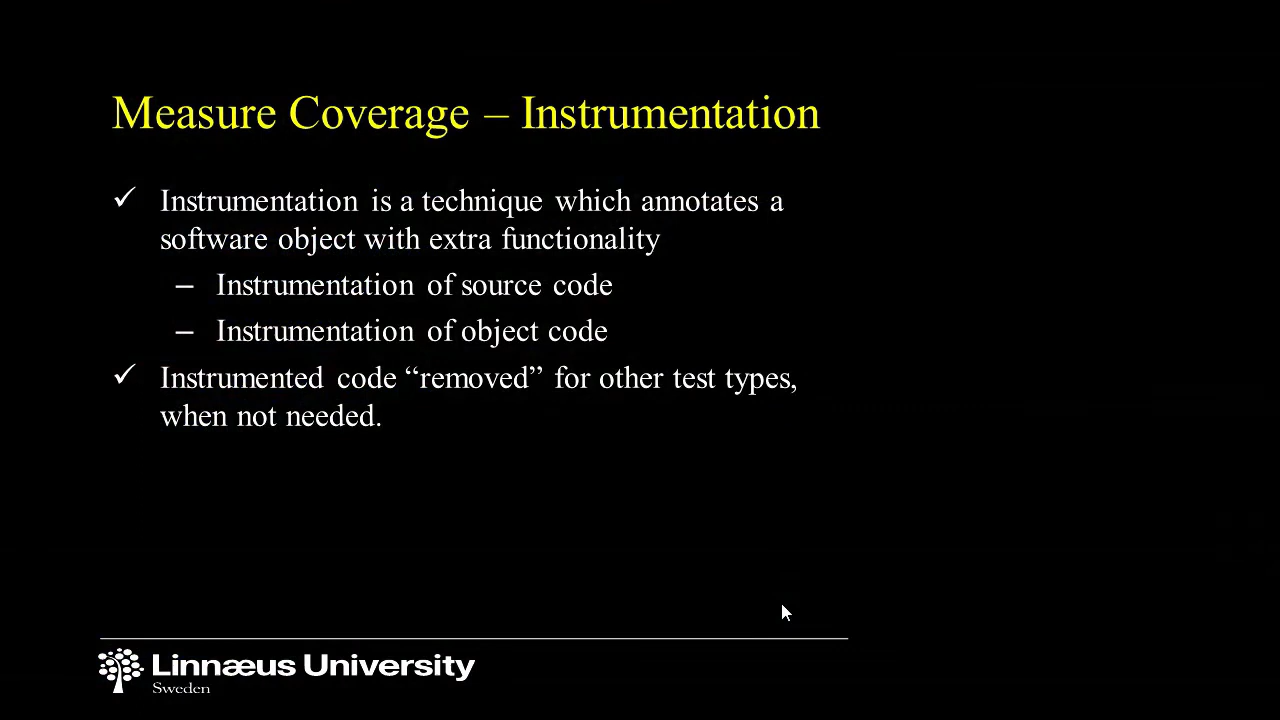 Measure Coverage – Instrumentation
✓ Instrumentation is a technique which annotates a
software object with extra functionality
– Instrumentation of source code
– Instrumentation of object code
✓ Instrumented code “removed” for other test types,
when not needed.
Linnæus University
Sweden